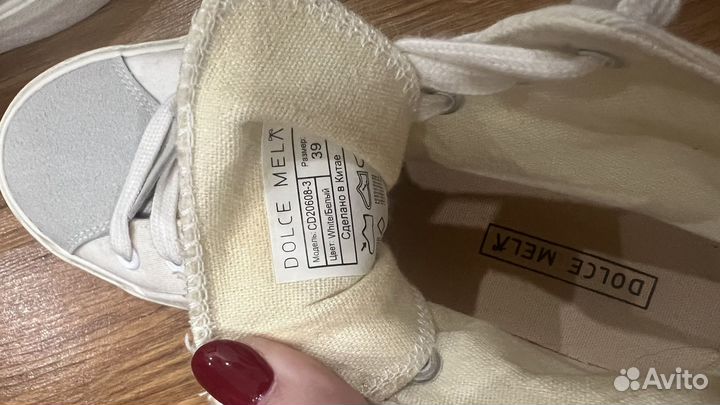 DOLCE MELA
Модель: CD20608-3
Размер: 39
Цвет: White/Белый
Сделано в Китае
DOLCE MELA
Avito